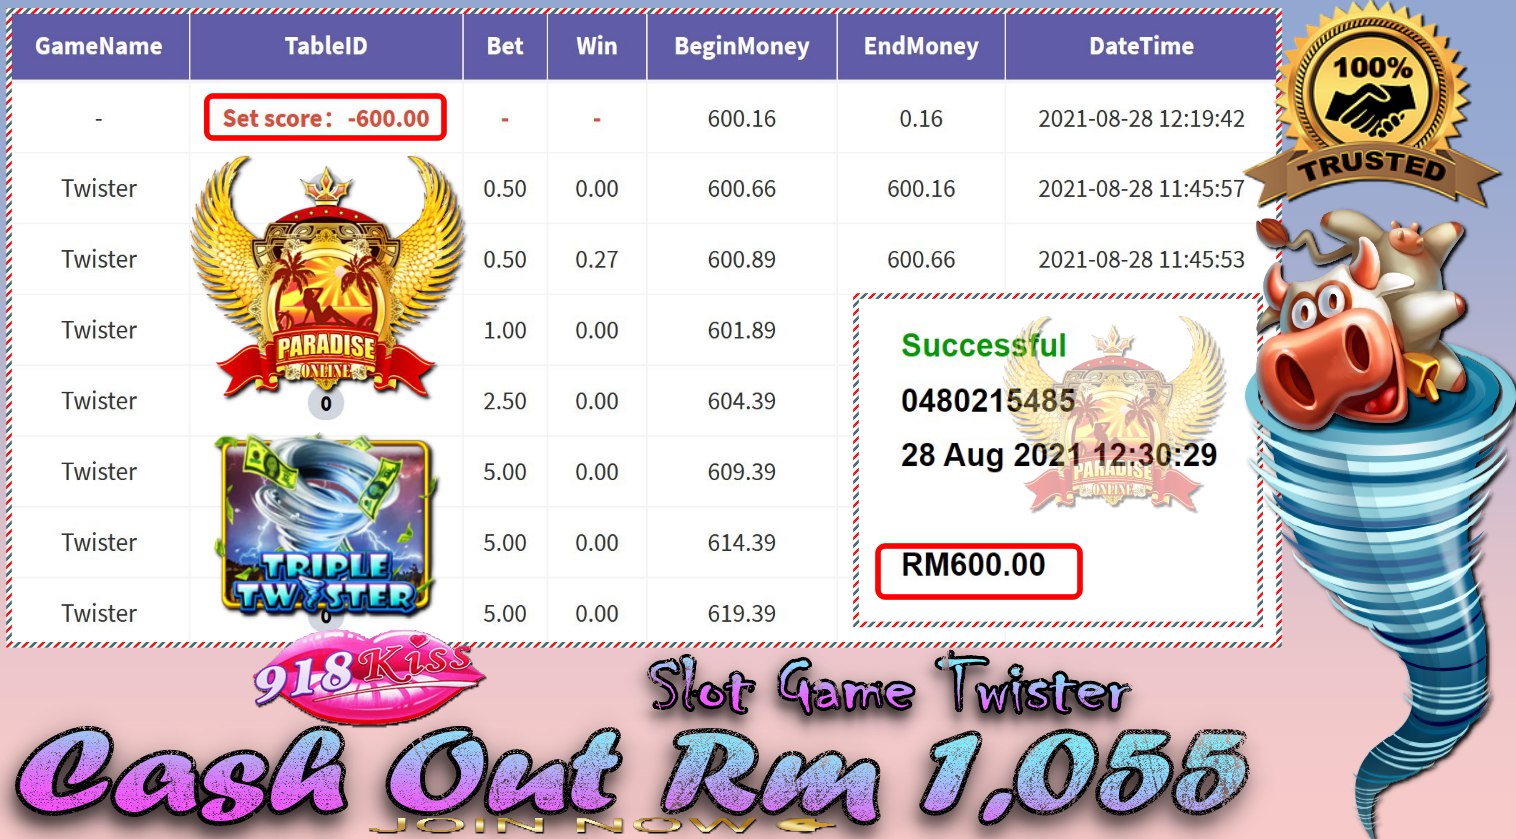 GameName TableID Bet Win BeginMoney EndMoney DateTime
- Set score: -600.00 - - 600.16 0.16 2021-08-28 12:19:42
Twister 0.50 0.00 600.66 600.16 2021-08-28 11:45:57
Twister 0.50 0.27 600.89 600.66 2021-08-28 11:45:53
Twister 1.00 0.00 601.89
Twister 0 2.50 0.00 604.39
Twister 5.00 0.00 609.39
Twister 5.00 0.00 614.39
Twister 0 5.00 0.00 619.39
100%
TRUSTED
PARADISE
ONLINE
TRIPLE
TWISTER
Successful
0480215485
28 Aug 2021 12:30:29
PARADISE
ONLINE
RM600.00
918Kiss
Slot Game Twister
Cash Out Rm 1,055
JOIN NOW